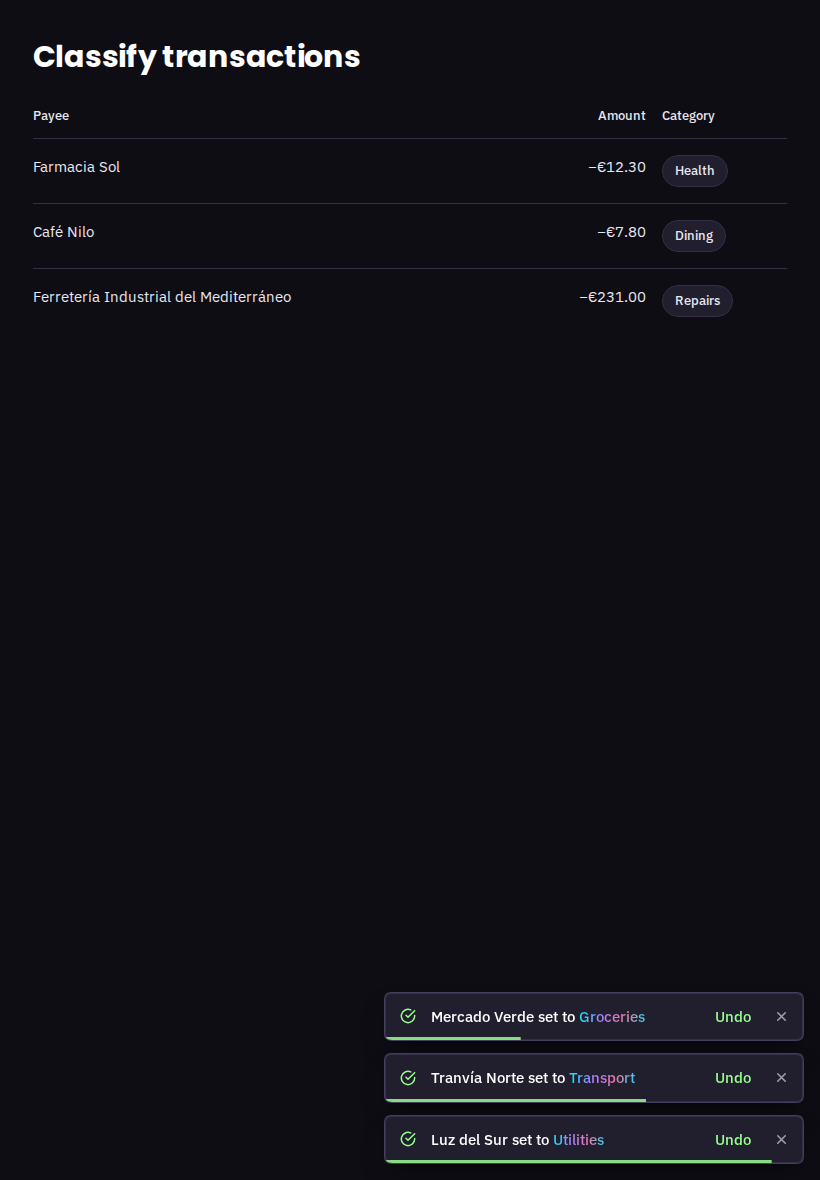 Classify transactions
Payee Amount Category
Farmacia Sol −€12.30 Health
Café Nilo −€7.80 Dining
Ferretería Industrial del Mediterráneo −€231.00 Repairs
Mercado Verde set to Groceries Undo
Tranvía Norte set to Transport Undo
Luz del Sur set to Utilities Undo